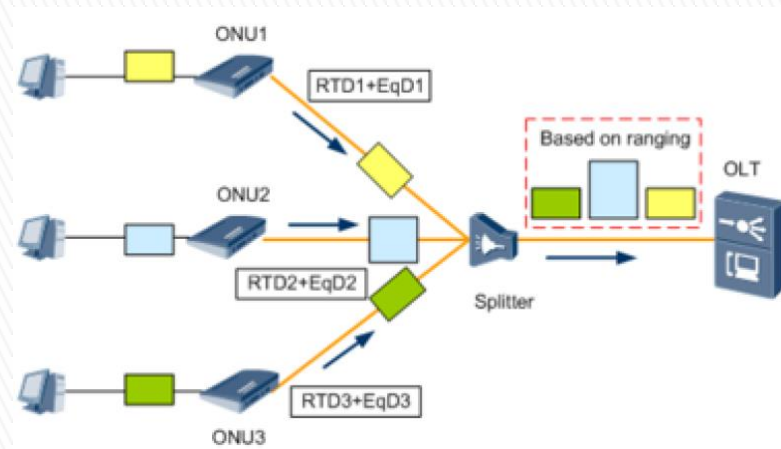 ONU1
RTD1+EqD1
Based on ranging
OLT
ONU2
RTD2+EqD2
Splitter
RTD3+EqD3
ONU3